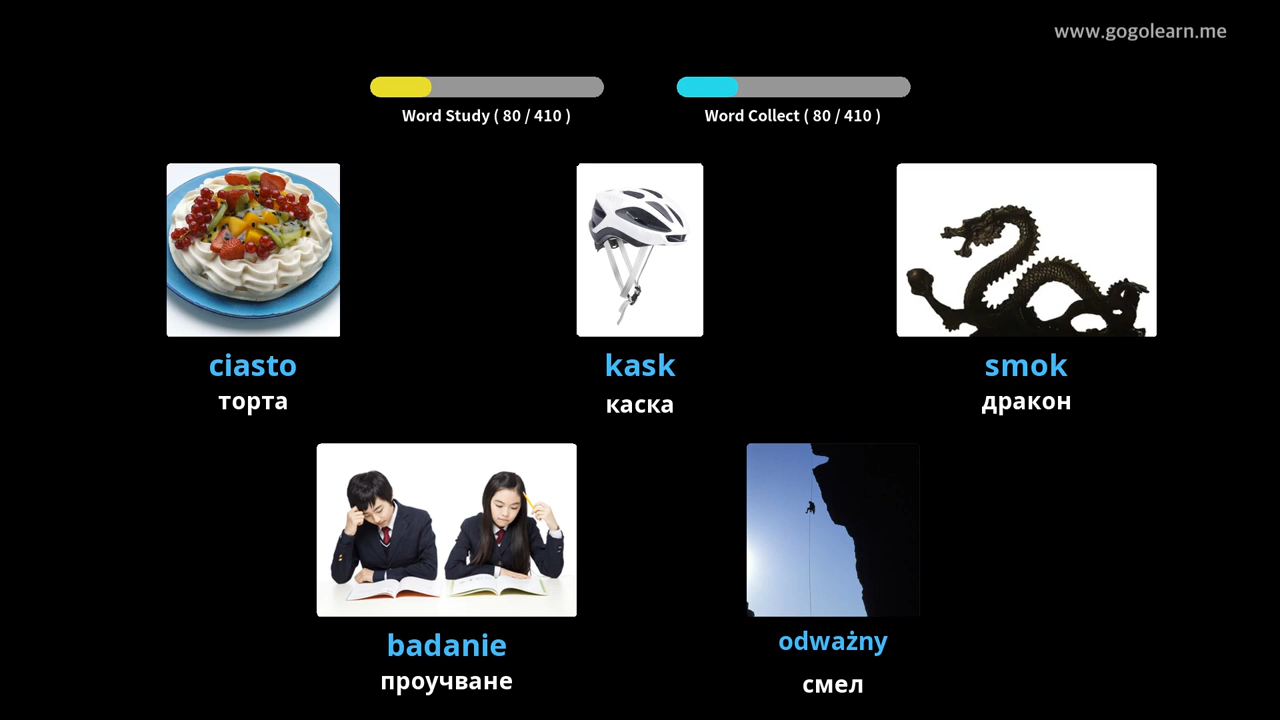 www.gogolearn.me
Word Study ( 80 / 410 )
Word Collect ( 80 / 410 )
ciasto
торта
kask
каска
smok
дракон
badanie
проучване
odważny
смел